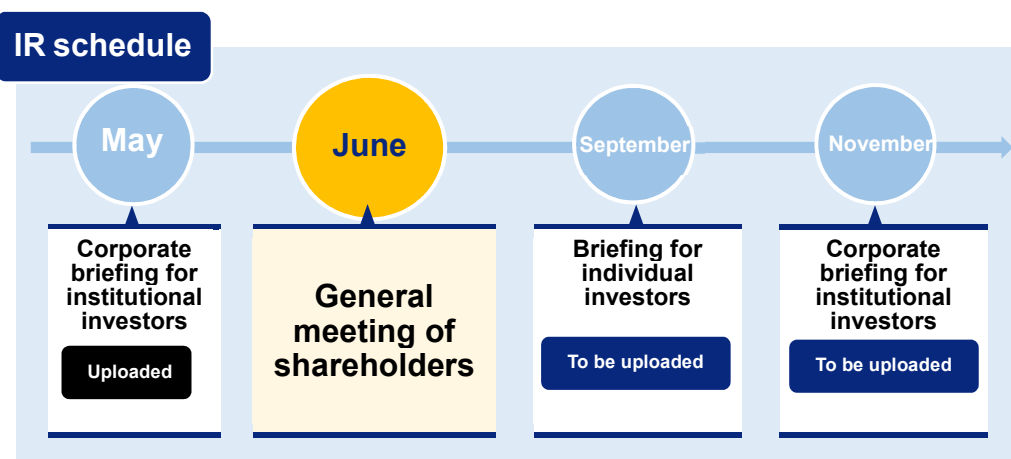 IR schedule
May
June
September
November
Corporate
briefing for
institutional
investors
Uploaded
General
meeting of
shareholders
Briefing for
individual
investors
To be uploaded
Corporate
briefing for
institutional
investors
To be uploaded